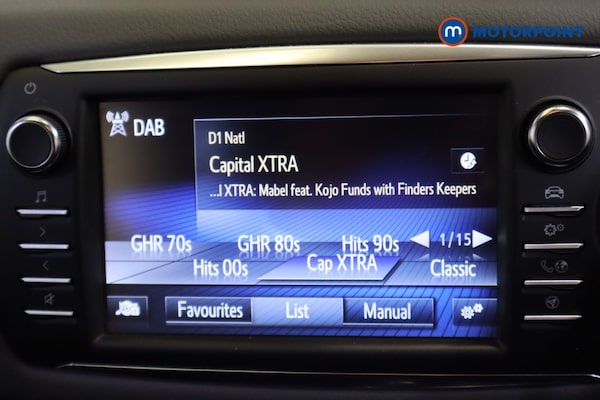 MOTORPOINT
DAB
D1 Natl
Capital XTRA
...I XTRA: Mabel feat. Kojo Funds with Finders Keepers
GHR 70s GHR 80s Hits 90s 1/15
Hits 00s Cap XTRA Classic
Favourites List Manual